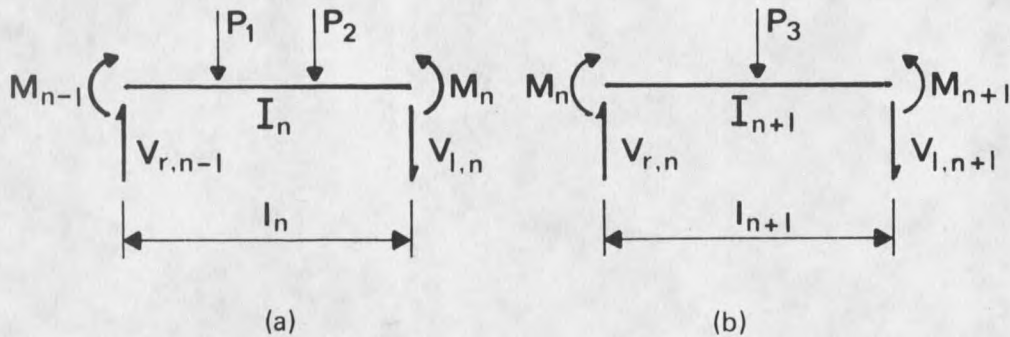 P1 P2 P3
Mn-1 Mn Mn Mn+1
In In+1
Vr,n-1 Vl,n Vr,n Vl,n+1
ln ln+1
(a) (b)